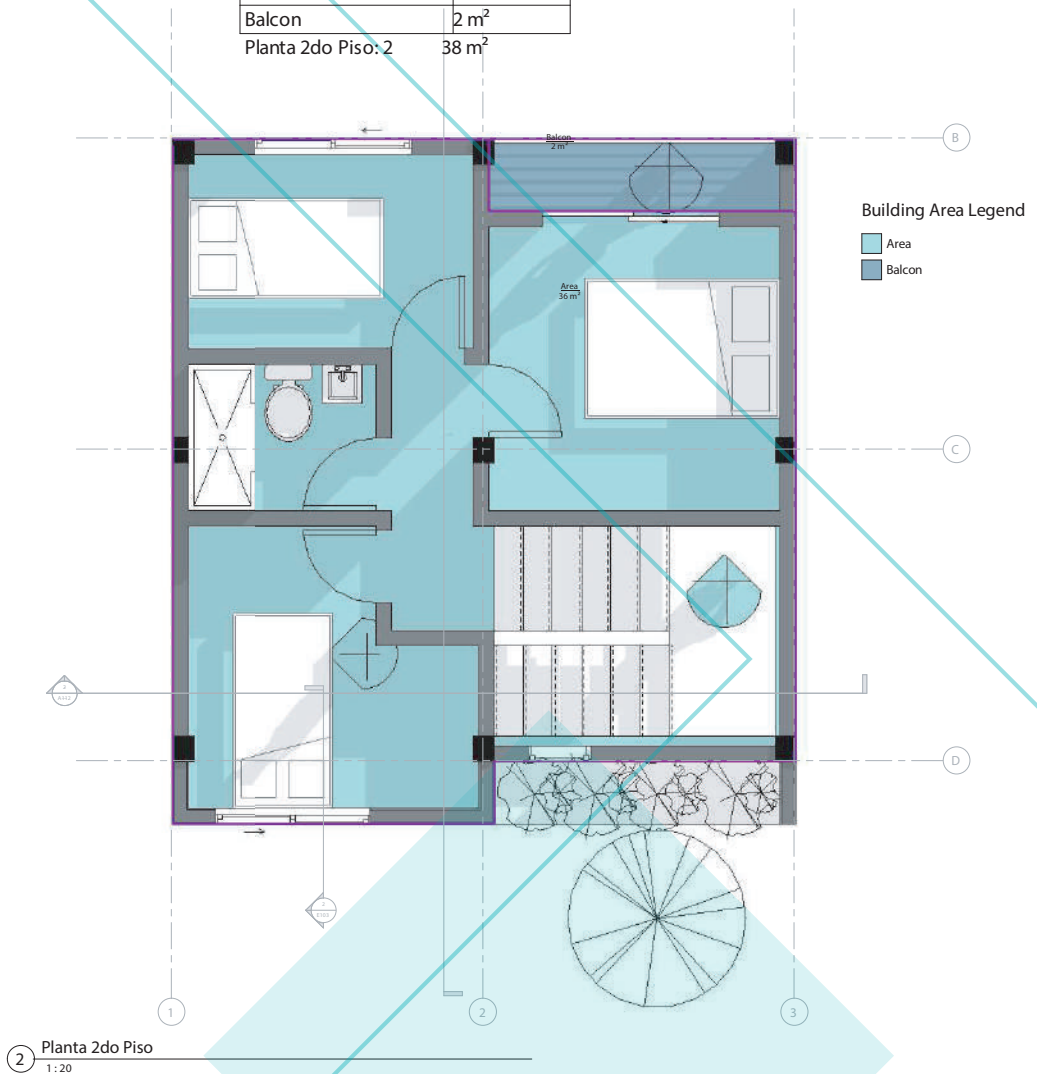 Balcon 2 m²
Planta 2do Piso: 2 38 m²
B
Balcon
2 m²
Building Area Legend
Area
Balcon
Area
36 m²
C
D
1
2
3
2 Planta 2do Piso
1 : 20